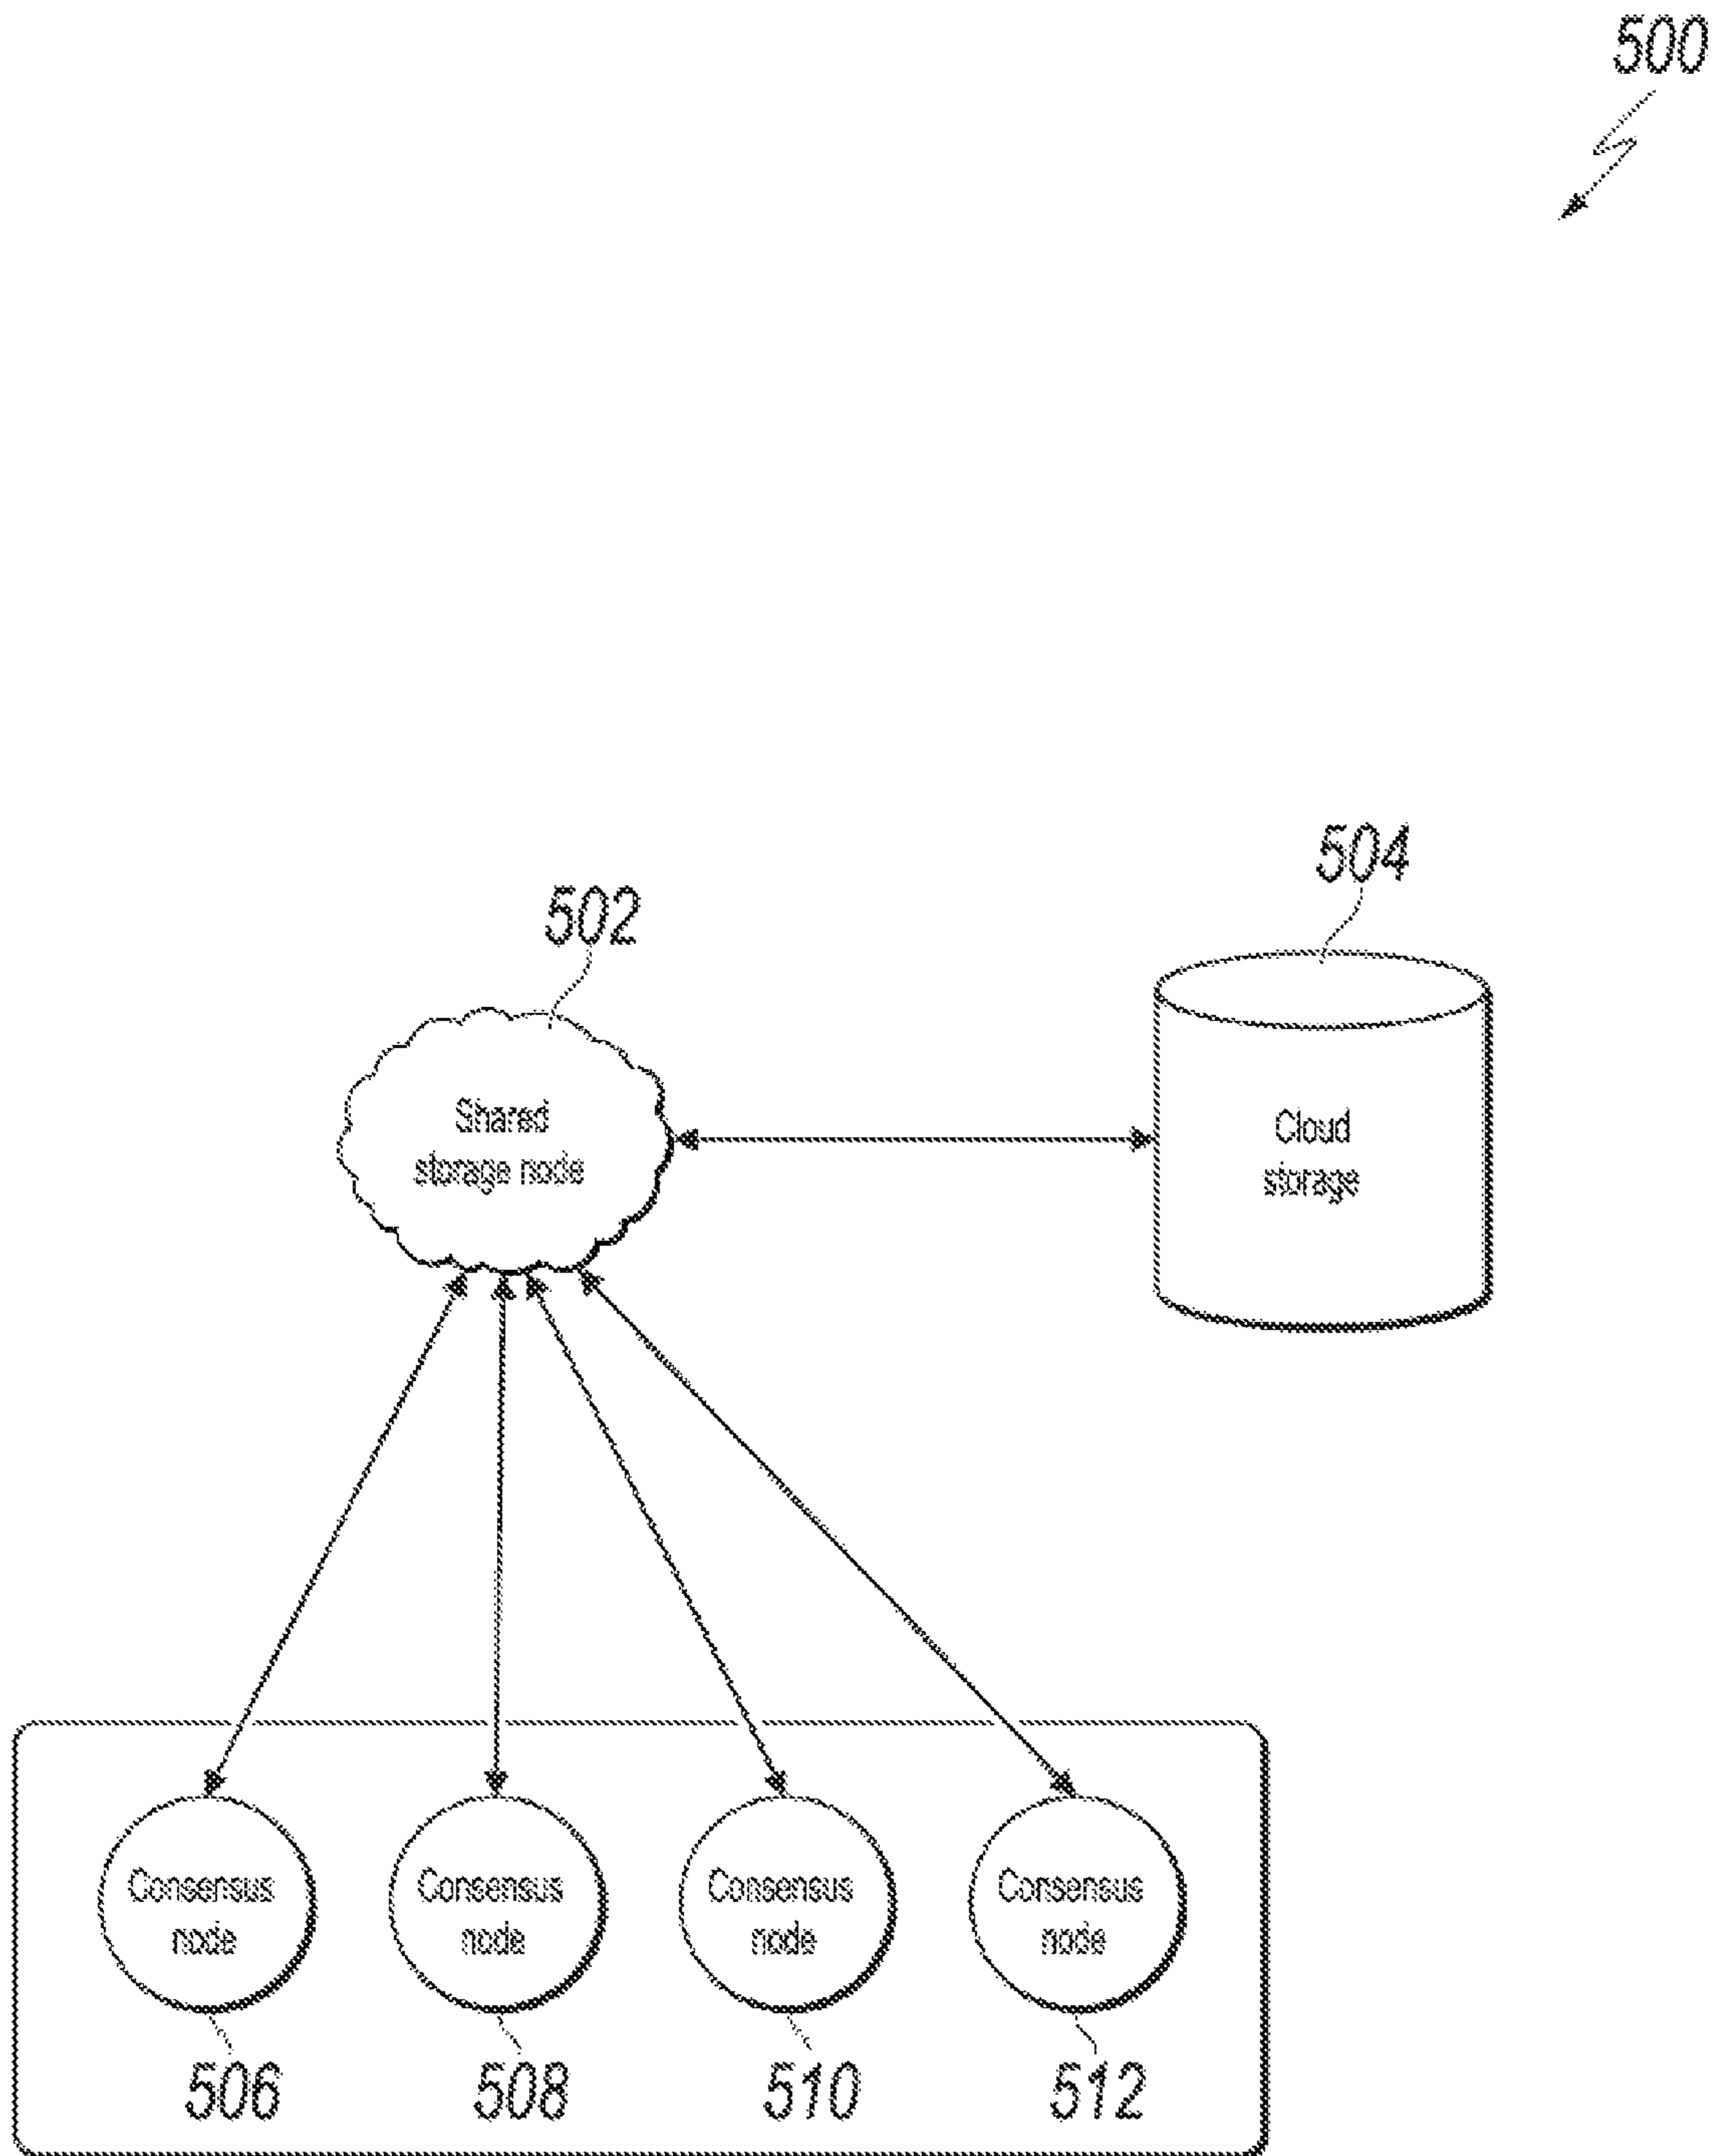 500
504
502
Shared
storage node
Cloud
storage
Consensus
node
Consensus
node
Consensus
node
Consensus
node
506
508
510
512